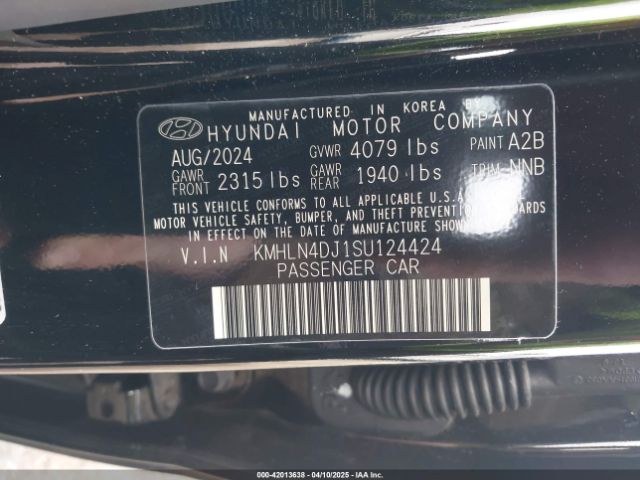 MANUFACTURED IN KOREA BY
HYUNDAI MOTOR COMPANY
AUG/2024 GVWR 4079 lbs PAINT A2B
GAWR FRONT 2315 lbs GAWR REAR 1940 lbs TRIM NNB
THIS VEHICLE CONFORMS TO ALL APPLICABLE U.S.A
MOTOR VEHICLE SAFETY, BUMPER, AND THEFT PREVENTION
STANDARDS IN EFFECT ON THE DATE OF MANUFACTURE SHOWN
V.I.N KMHLN4DJ1SU124424
PASSENGER CAR
000-42013638 - 04/10/2025 - IAA Inc.